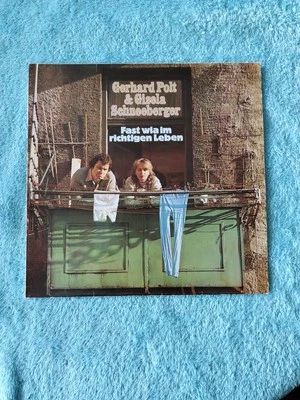 Gerhard Polt
& Gisela
Schneeberger
Fast wia im
richtigen Leben